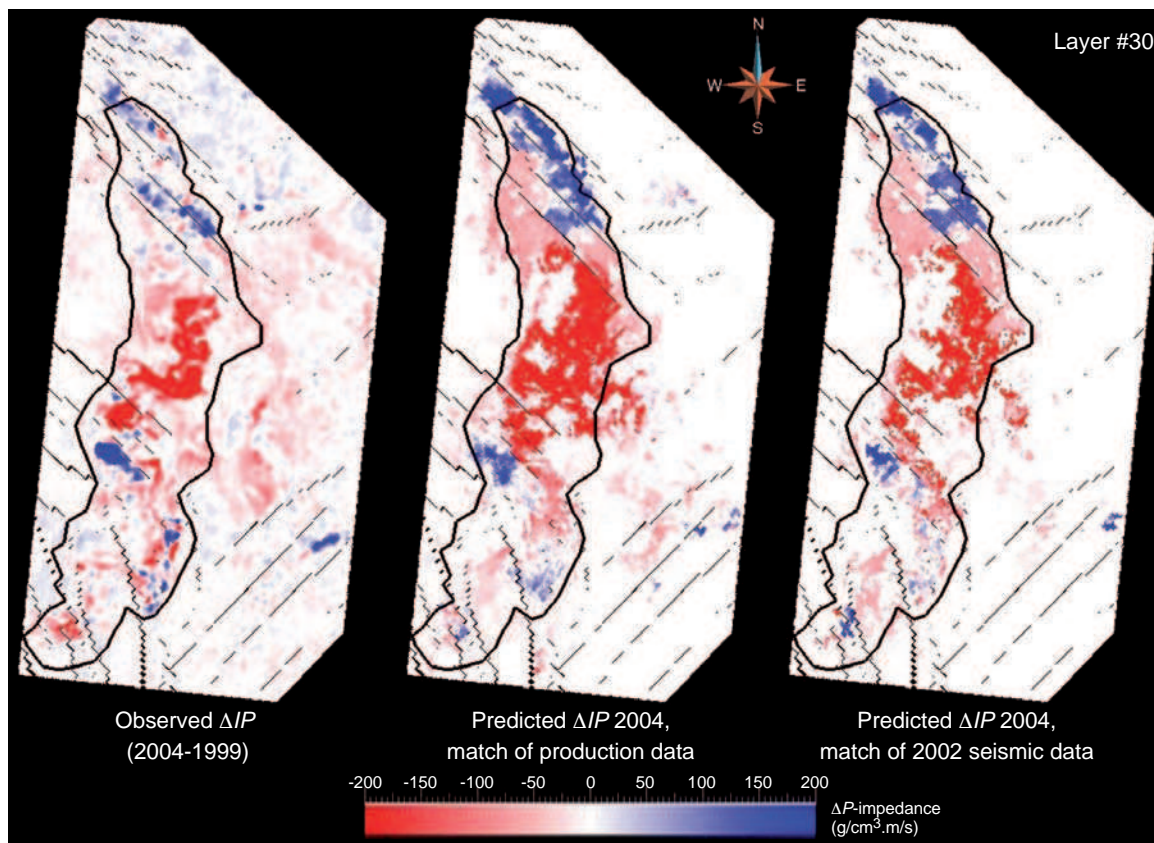 N
Layer #30
W E
S
Observed ΔIP
(2004-1999)
Predicted ΔIP 2004,
match of production data
Predicted ΔIP 2004,
match of 2002 seismic data
-200 -150 -100 -50 0 50 100 150 200
ΔP-impedance
(g/cm³.m/s)